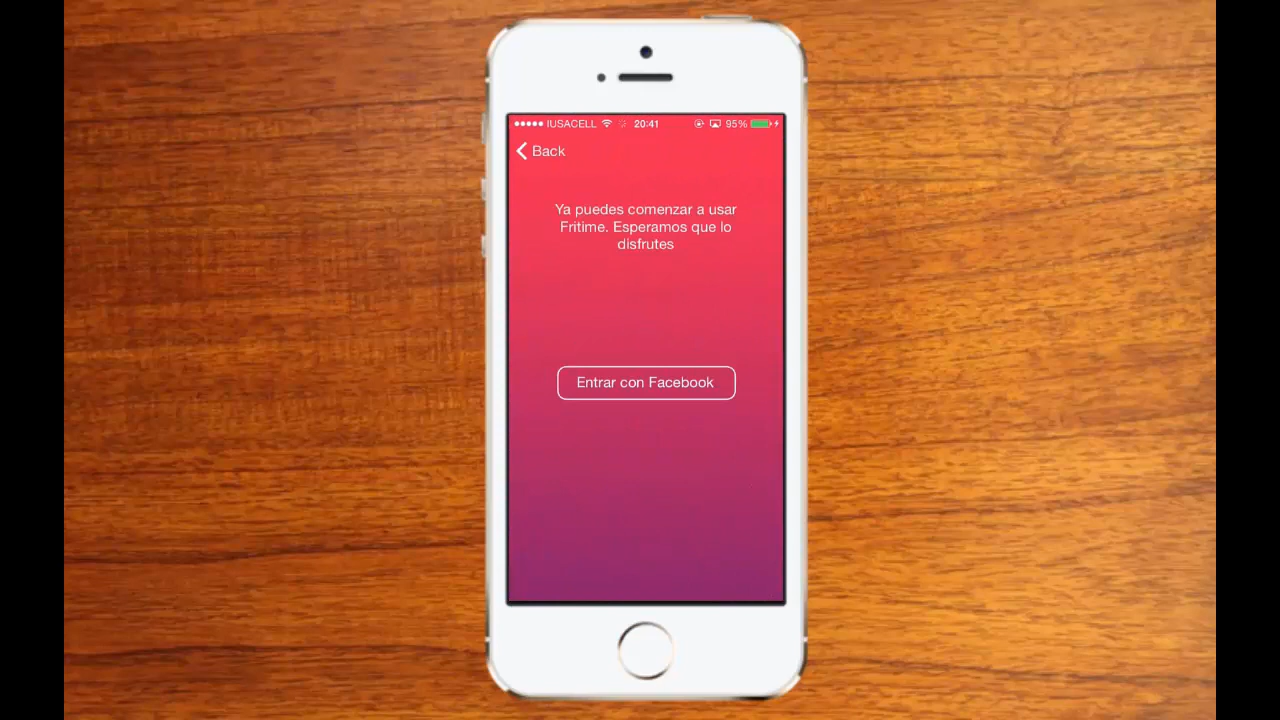 IUSACELL 20:41 95%
Back
Ya puedes comenzar a usar
Fritime. Esperamos que lo
disfrutes
Entrar con Facebook